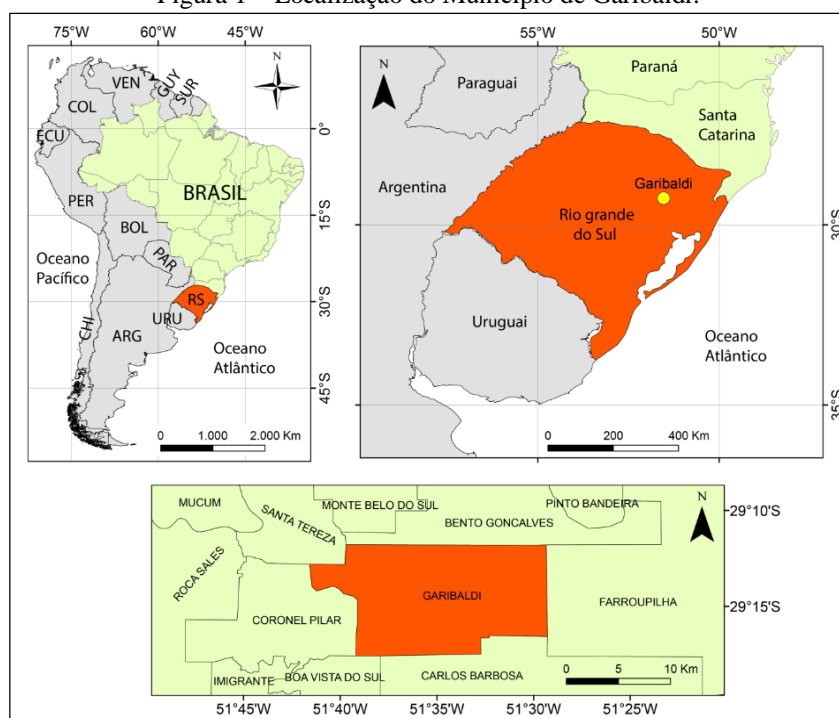 Figura 1 – Localização do Município de Garibaldi.
75°W 60°W 45°W
N
VEN
GUY
SUR
COL
ECU
0°
BRASIL
PER
15°S
BOL
Oceano
Pacífico
PAR
RS
30°S
URU
CHI
ARG
Oceano
Atlântico
45°S
0 1.000 2.000 Km
55°W 50°W
N
Paraguai
Paraná
Santa
Catarina
Argentina
Garibaldi
Rio grande
do Sul
30°S
Uruguai
Oceano
Atlântico
35°S
0 200 400 Km
MUCUM
MONTE BELO DO SUL
PINTO BANDEIRA
N
29°10'S
SANTA TEREZA
BENTO GONCALVES
ROCA SALES
GARIBALDI
FARROUPILHA
29°15'S
CORONEL PILAR
IMIGRANTE
BOA VISTA DO SUL
CARLOS BARBOSA
0 5 10 Km
51°45'W 51°40'W 51°35'W 51°30'W 51°25'W